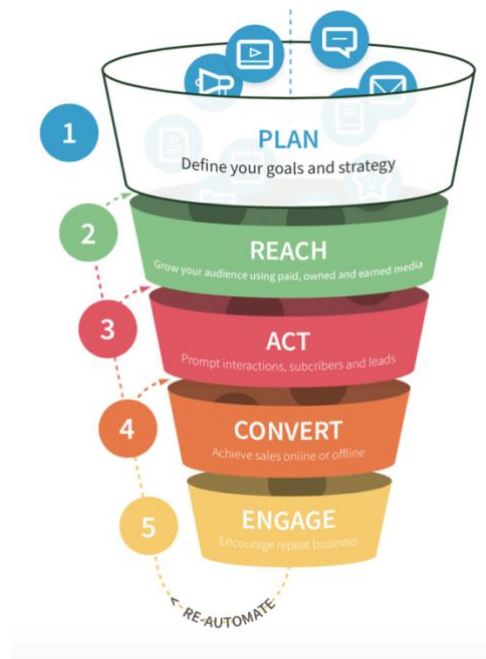 1
PLAN
Define your goals and strategy
2
REACH
Grow your audience using paid, owned and earned media
3
ACT
Prompt interactions, subcribers and leads
4
CONVERT
Achieve sales online or offline
5
ENGAGE
Encourage repeat business
RE-AUTOMATE